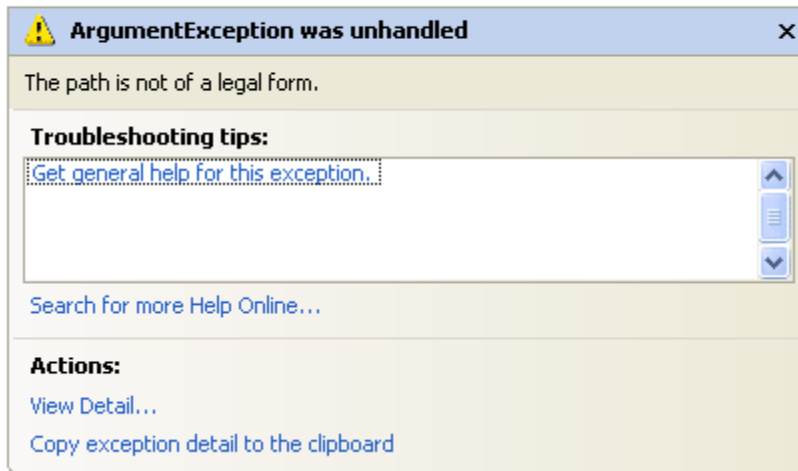 ArgumentException was unhandled
The path is not of a legal form.
Troubleshooting tips:
Get general help for this exception.
Search for more Help Online...
Actions:
View Detail...
Copy exception detail to the clipboard